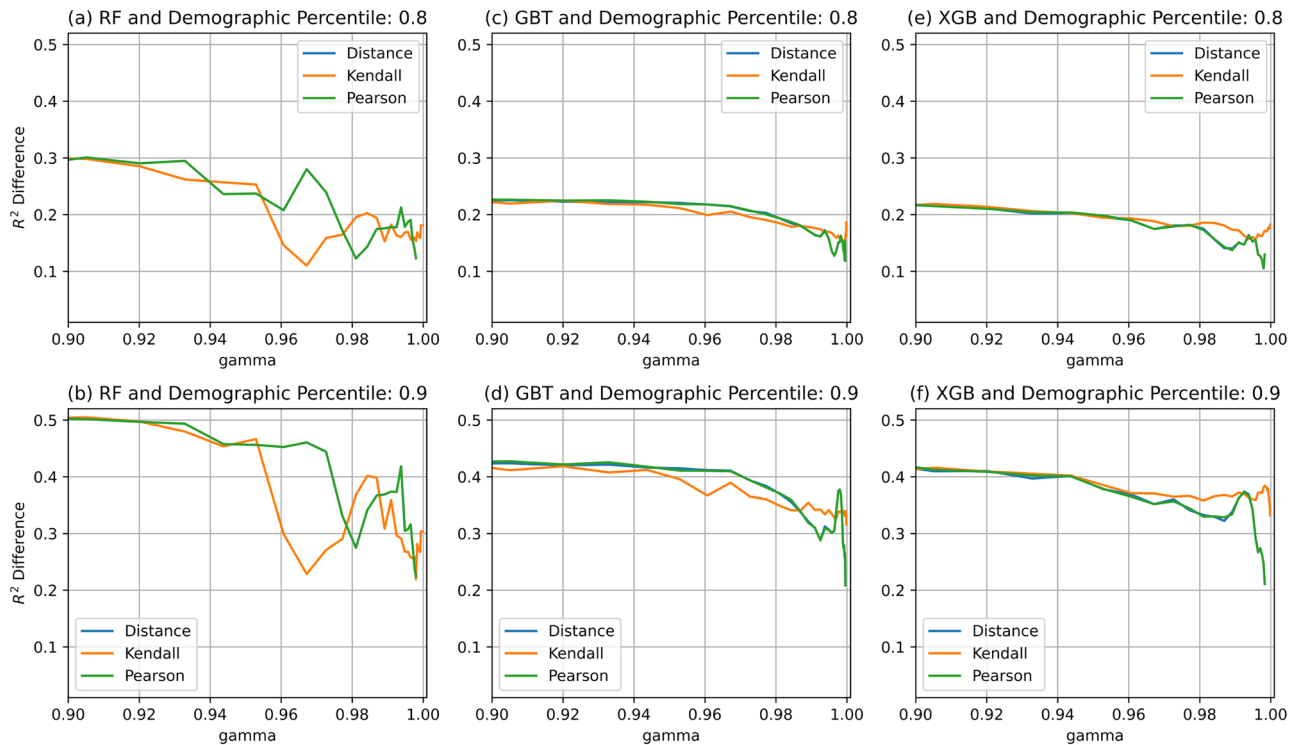 (a) RF and Demographic Percentile: 0.8
0.5
0.4
0.3
0.2
0.1
R² Difference
Distance
Kendall
Pearson
0.90 0.92 0.94 0.96 0.98 1.00
gamma
(c) GBT and Demographic Percentile: 0.8
0.5
0.4
0.3
0.2
0.1
Distance
Kendall
Pearson
0.90 0.92 0.94 0.96 0.98 1.00
gamma
(e) XGB and Demographic Percentile: 0.8
0.5
0.4
0.3
0.2
0.1
Distance
Kendall
Pearson
0.90 0.92 0.94 0.96 0.98 1.00
gamma
(b) RF and Demographic Percentile: 0.9
0.5
0.4
0.3
0.2
0.1
R² Difference
Distance
Kendall
Pearson
0.90 0.92 0.94 0.96 0.98 1.00
gamma
(d) GBT and Demographic Percentile: 0.9
0.5
0.4
0.3
0.2
0.1
Distance
Kendall
Pearson
0.90 0.92 0.94 0.96 0.98 1.00
gamma
(f) XGB and Demographic Percentile: 0.9
0.5
0.4
0.3
0.2
0.1
Distance
Kendall
Pearson
0.90 0.92 0.94 0.96 0.98 1.00
gamma